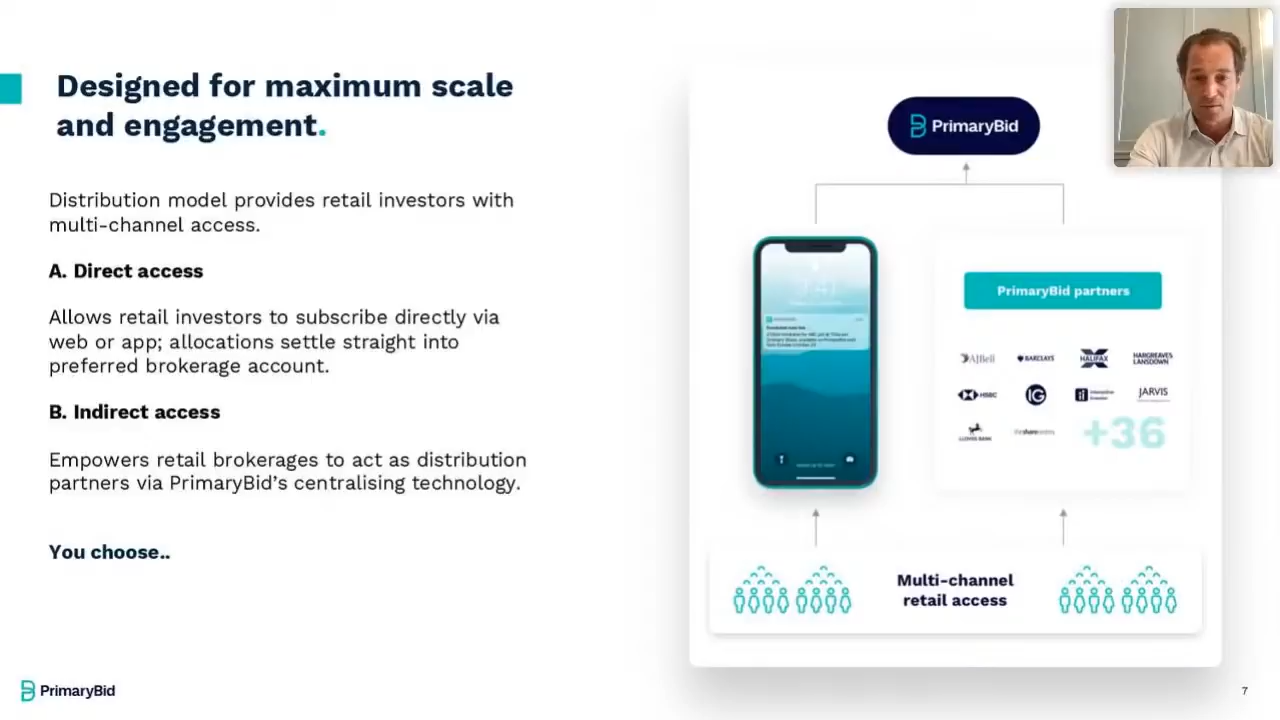 Designed for maximum scale
and engagement.
Distribution model provides retail investors with
multi-channel access.
A. Direct access
Allows retail investors to subscribe directly via
web or app; allocations settle straight into
preferred brokerage account.
B. Indirect access
Empowers retail brokerages to act as distribution
partners via PrimaryBid’s centralising technology.
You choose..
PrimaryBid
PrimaryBid partners
AJBell
BARCLAYS
HALIFAX
HARGREAVES
LANSDOWN
HSBC
IG
JARVIS
LLOYDS BANK
+36
Multi-channel
retail access
PrimaryBid
7